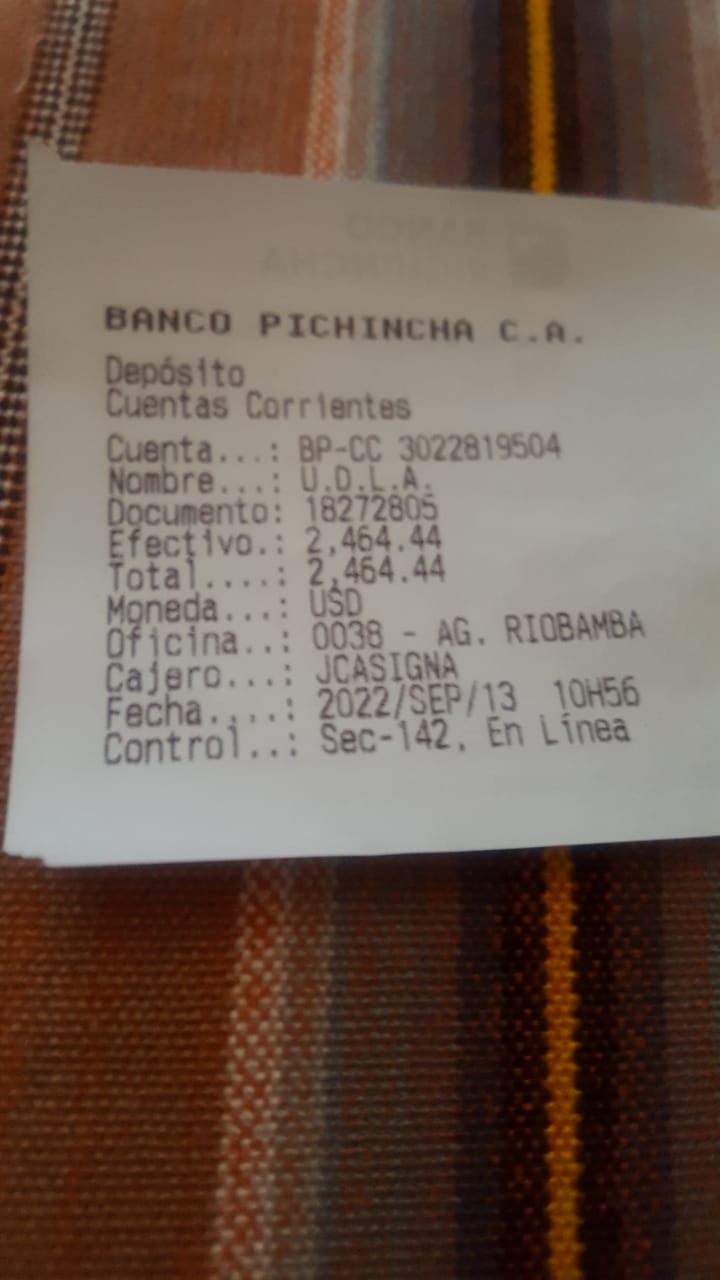 BANCO PICHINCHA C.A.
Depósito
Cuentas Corrientes
Cuenta...: BP-CC 3022819504
Nombre...: U.D.L.A.
Documento: 18272805
Efectivo.: 2,464.44
Total....: 2,464.44
Moneda...: USD
Oficina..: 0038 - AG. RIOBAMBA
Cajero...: JCASIGNA
Fecha....: 2022/SEP/13 10H56
Control..: Sec-142, En Línea